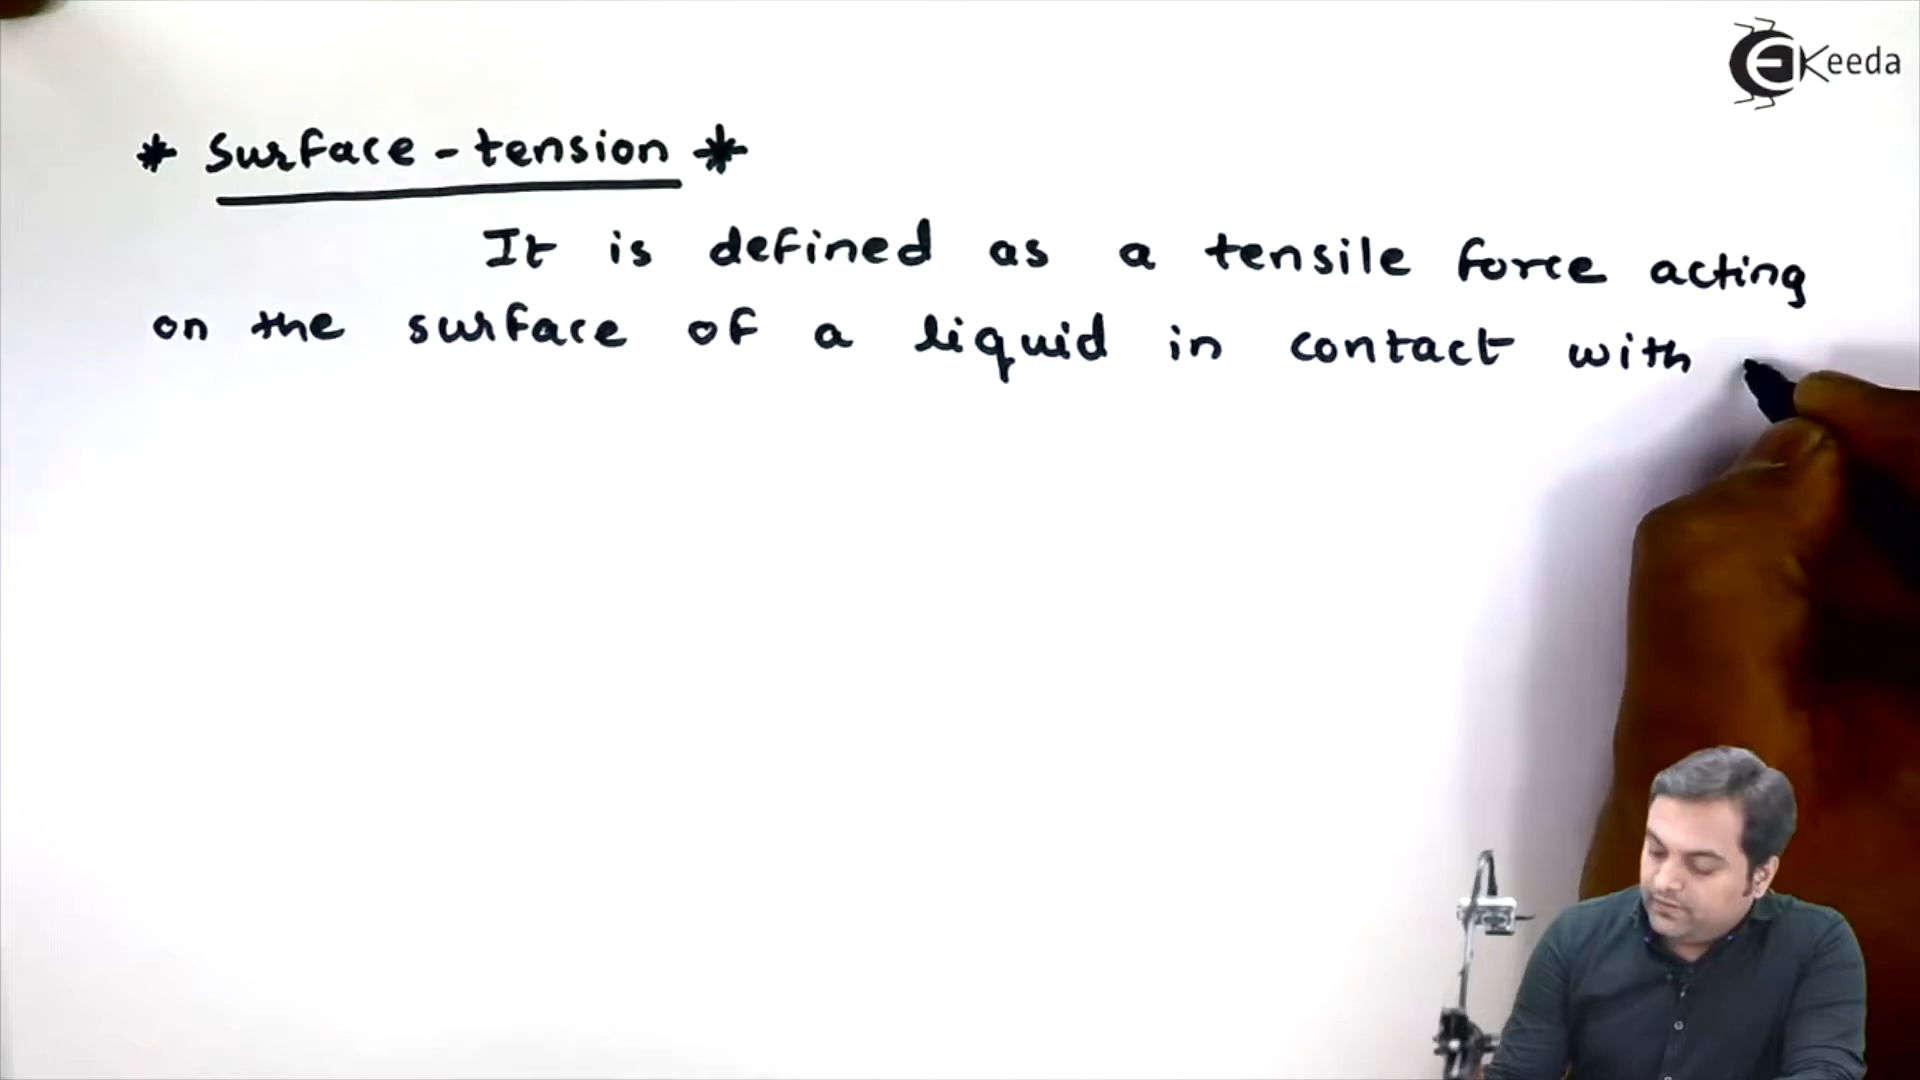 EKeeda
* Surface-tension *
It is defined as a tensile force acting
on the surface of a liquid in contact with